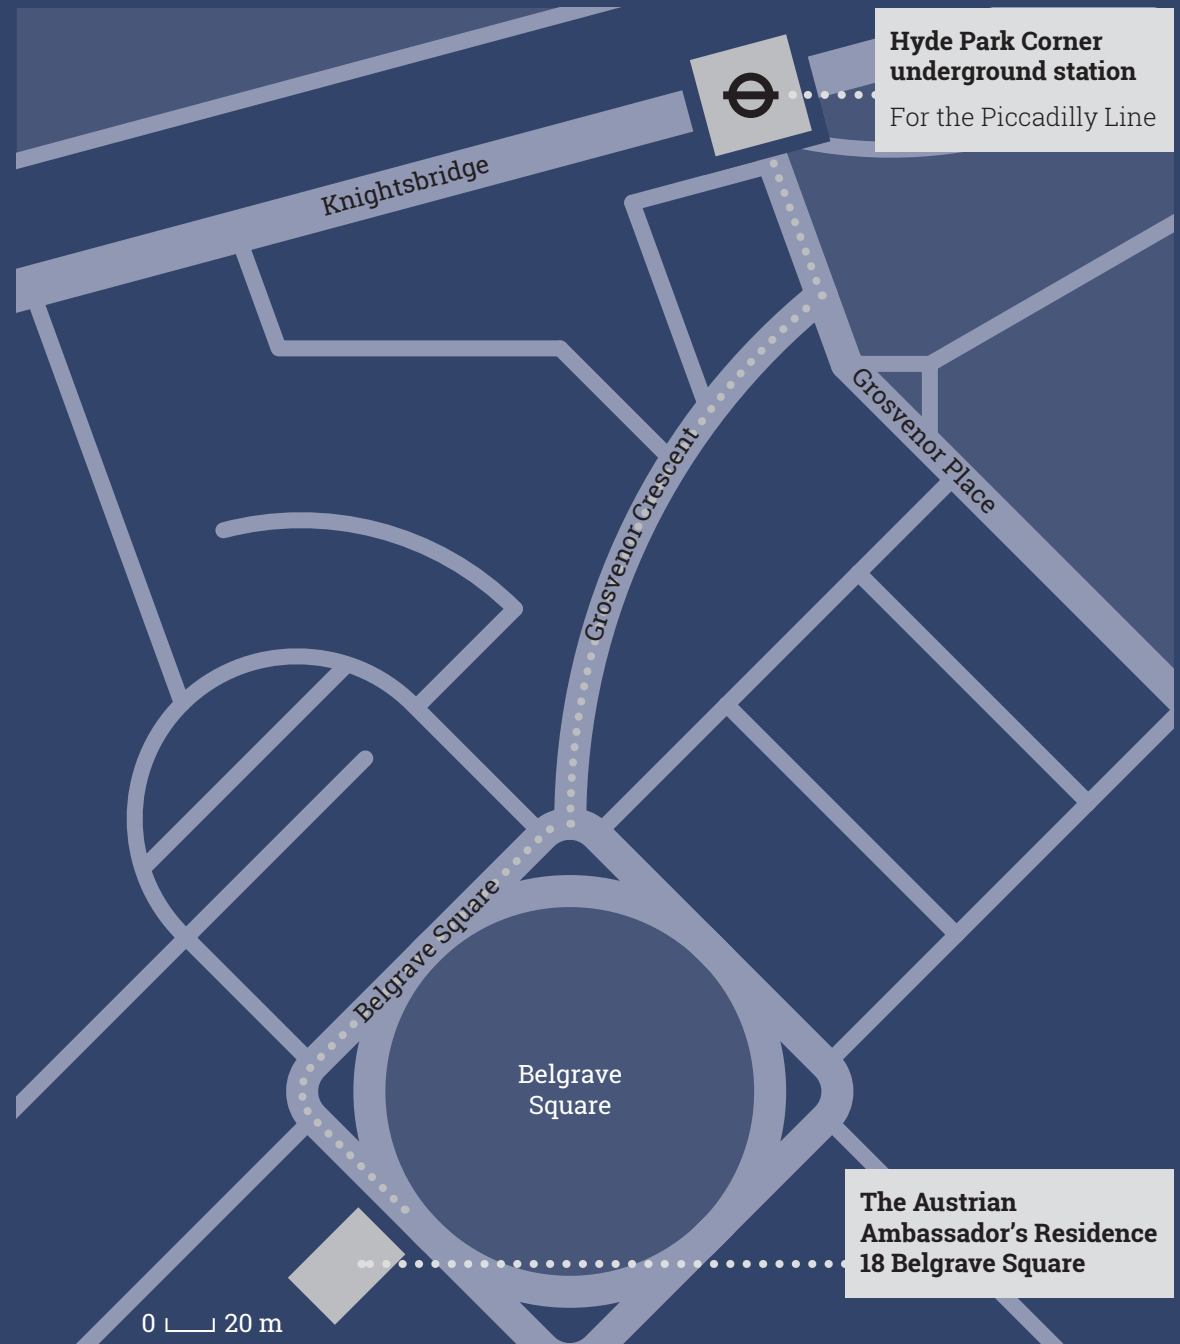 Hyde Park Corner
underground station
For the Piccadilly Line
Knightsbridge
Grosvenor Place
Grosvenor Crescent
Belgrave Square
Belgrave
Square
The Austrian
Ambassador’s Residence
18 Belgrave Square
0 20 m